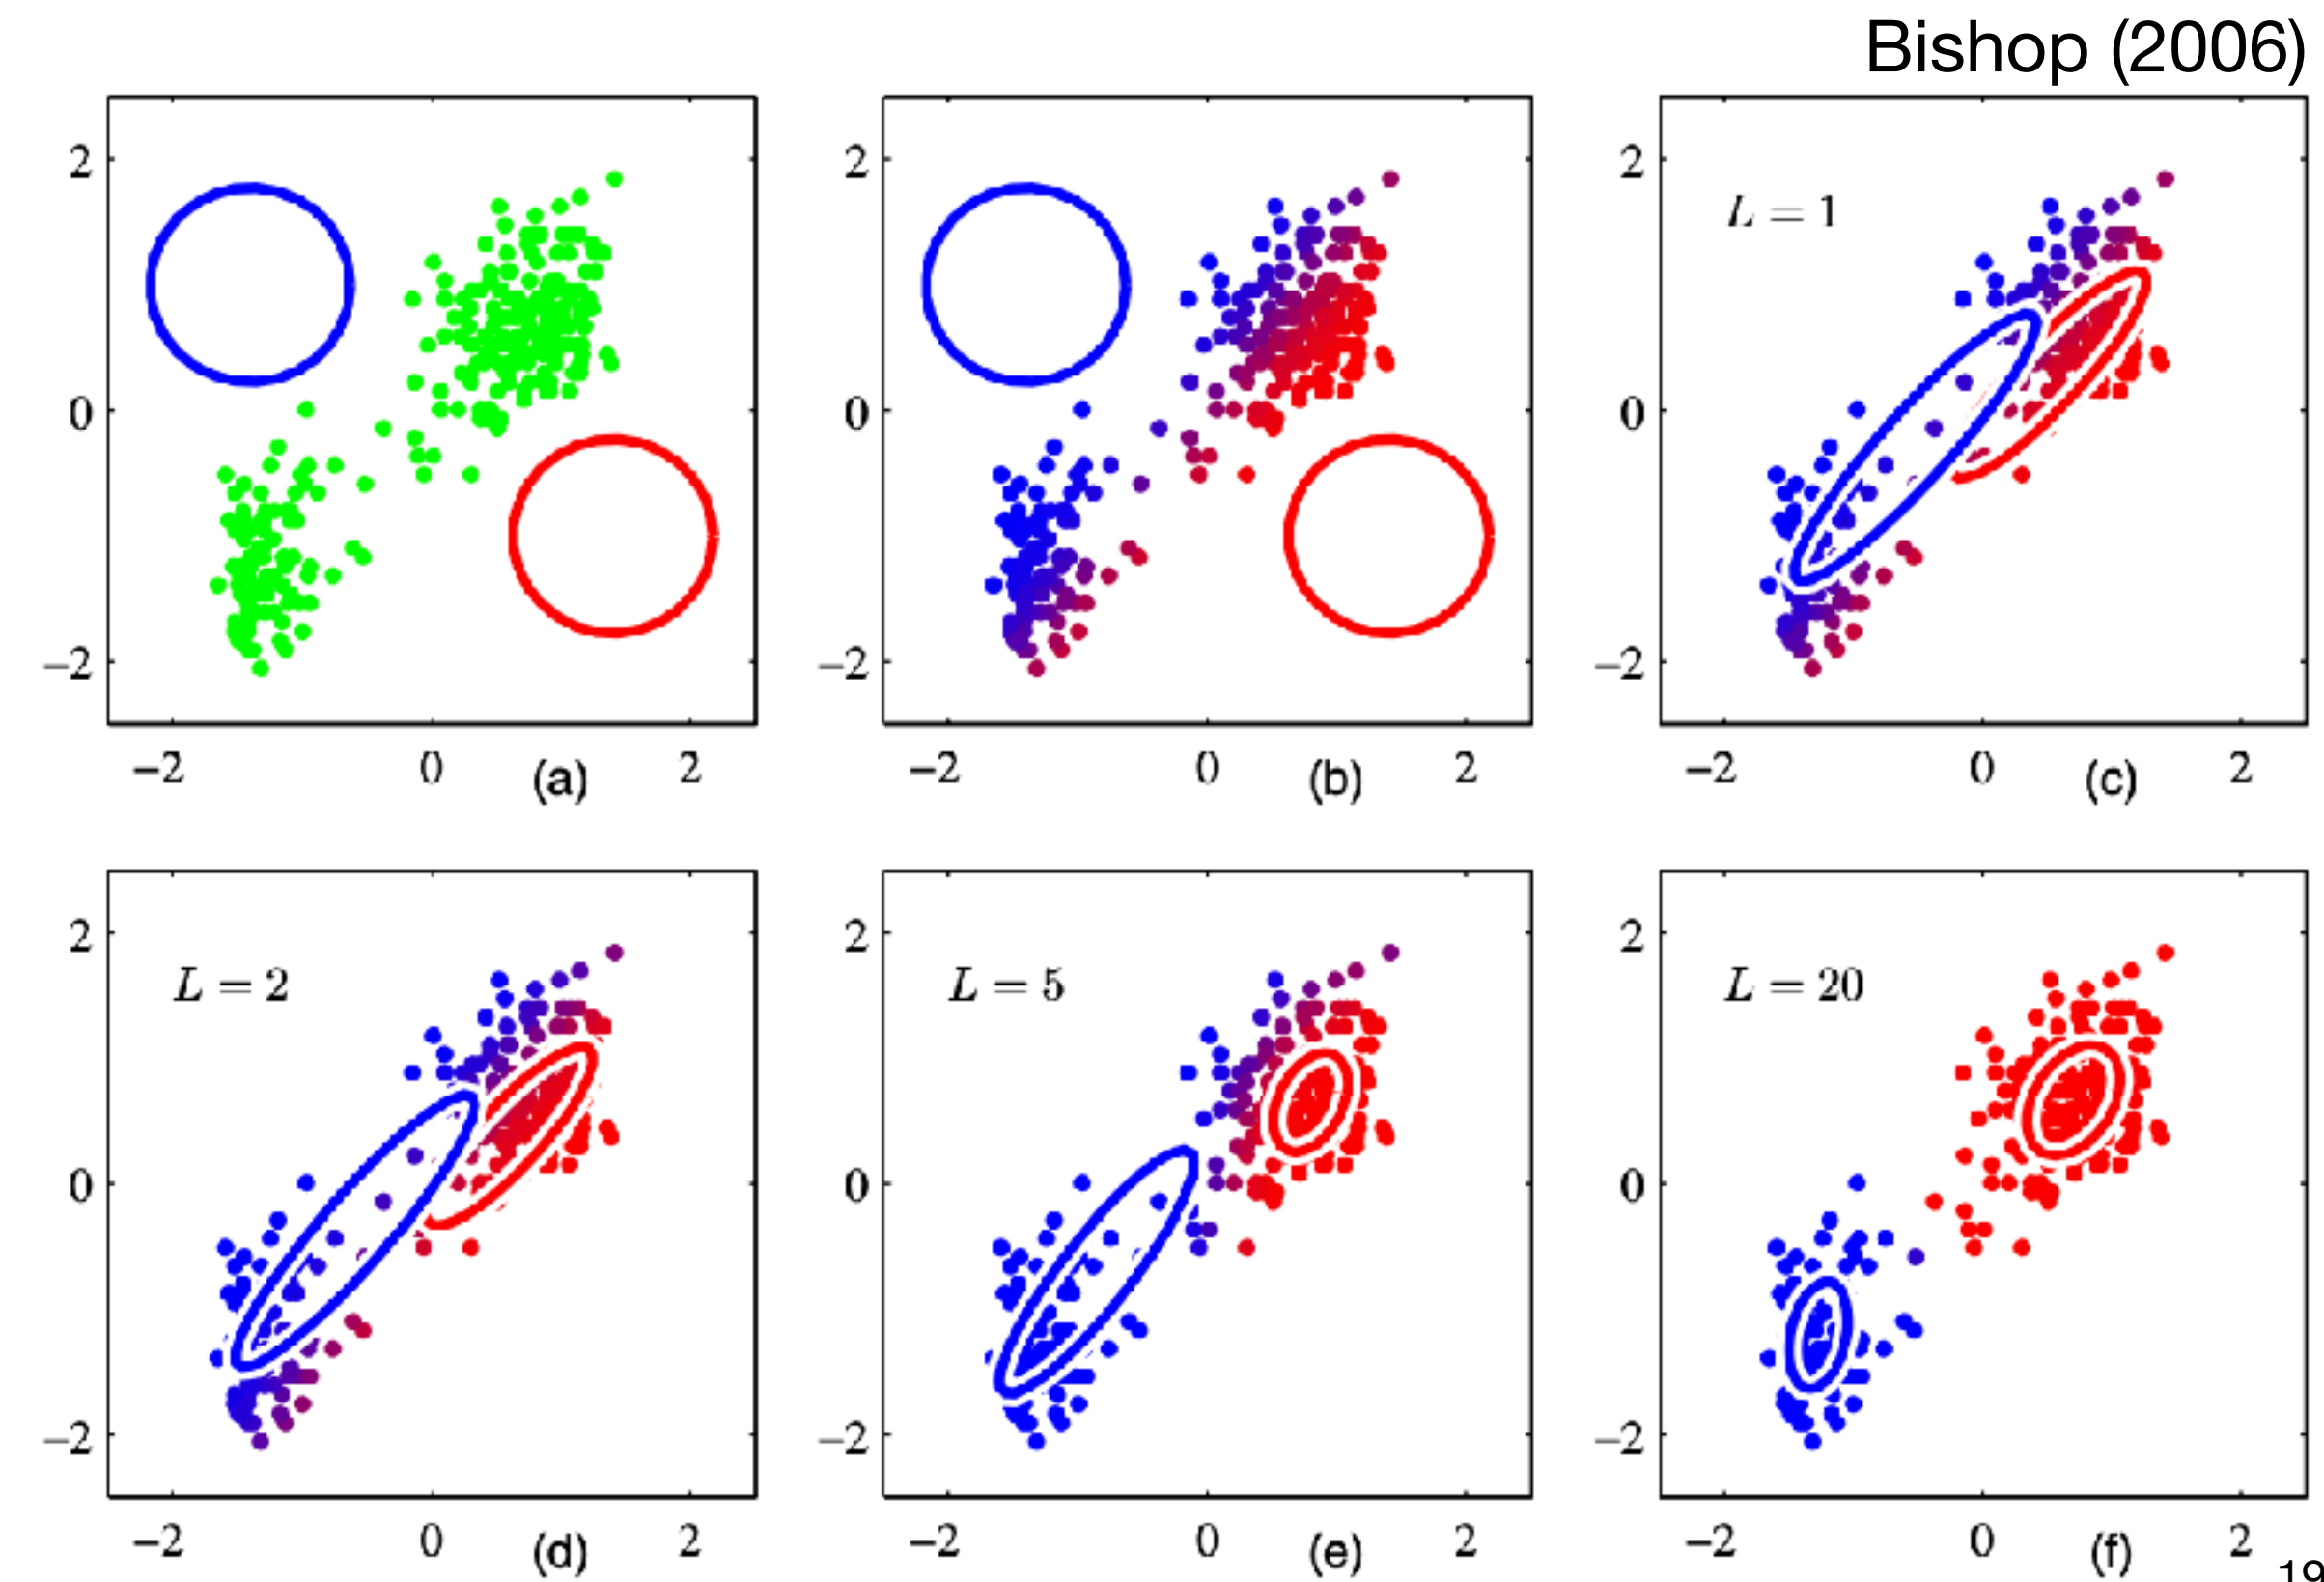 Bishop (2006)
2
0
−2
−2 0 (a) 2
2
0
−2
−2 0 (b) 2
L = 1
2
0
−2
−2 0 (c) 2
L = 2
2
0
−2
−2 0 (d) 2
L = 5
2
0
−2
−2 0 (e) 2
L = 20
2
0
−2
−2 0 (f) 2
19